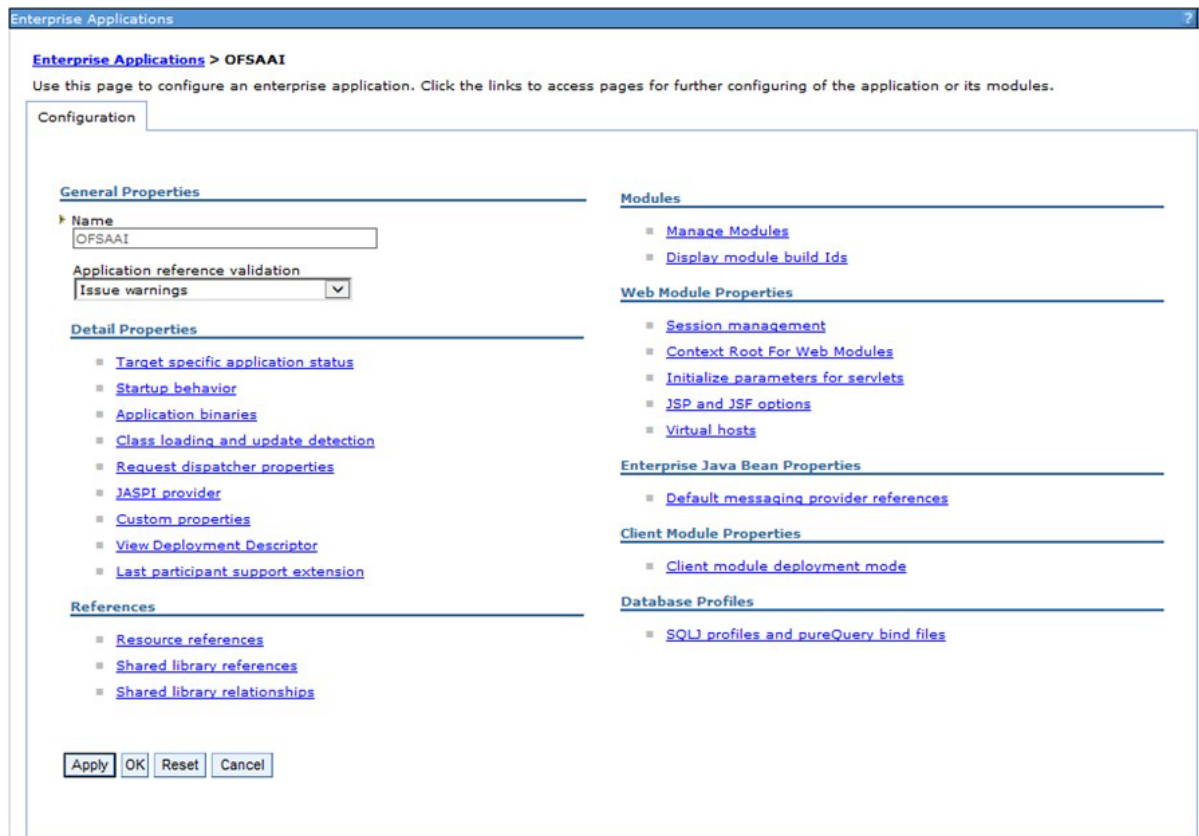 Enterprise Applications
?
Enterprise Applications > OFSAAI
Use this page to configure an enterprise application. Click the links to access pages for further configuring of the application or its modules.
Configuration
General Properties
Name
OFSAAI
Application reference validation
Issue warnings
Detail Properties
Target specific application status
Startup behavior
Application binaries
Class loading and update detection
Request dispatcher properties
JASPI provider
Custom properties
View Deployment Descriptor
Last participant support extension
References
Resource references
Shared library references
Shared library relationships
Modules
Manage Modules
Display module build Ids
Web Module Properties
Session management
Context Root For Web Modules
Initialize parameters for servlets
JSP and JSF options
Virtual hosts
Enterprise Java Bean Properties
Default messaging provider references
Client Module Properties
Client module deployment mode
Database Profiles
SQLJ profiles and pureQuery bind files
Apply OK Reset Cancel